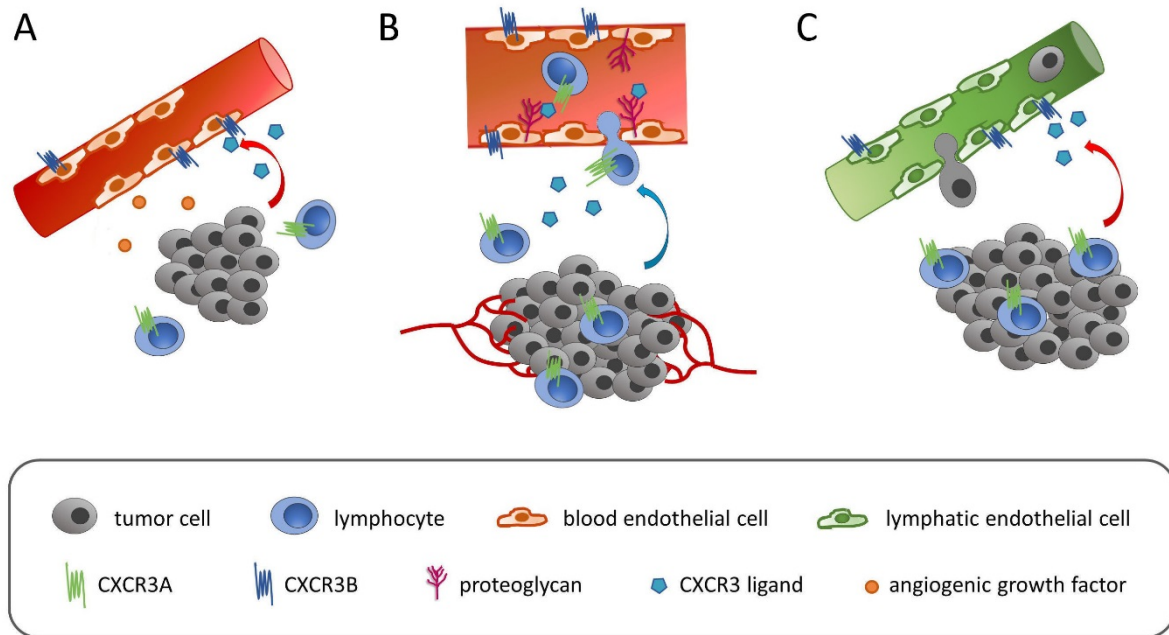 A
B
C
tumor cell
lymphocyte
blood endothelial cell
lymphatic endothelial cell
CXCR3A
CXCR3B
proteoglycan
CXCR3 ligand
angiogenic growth factor